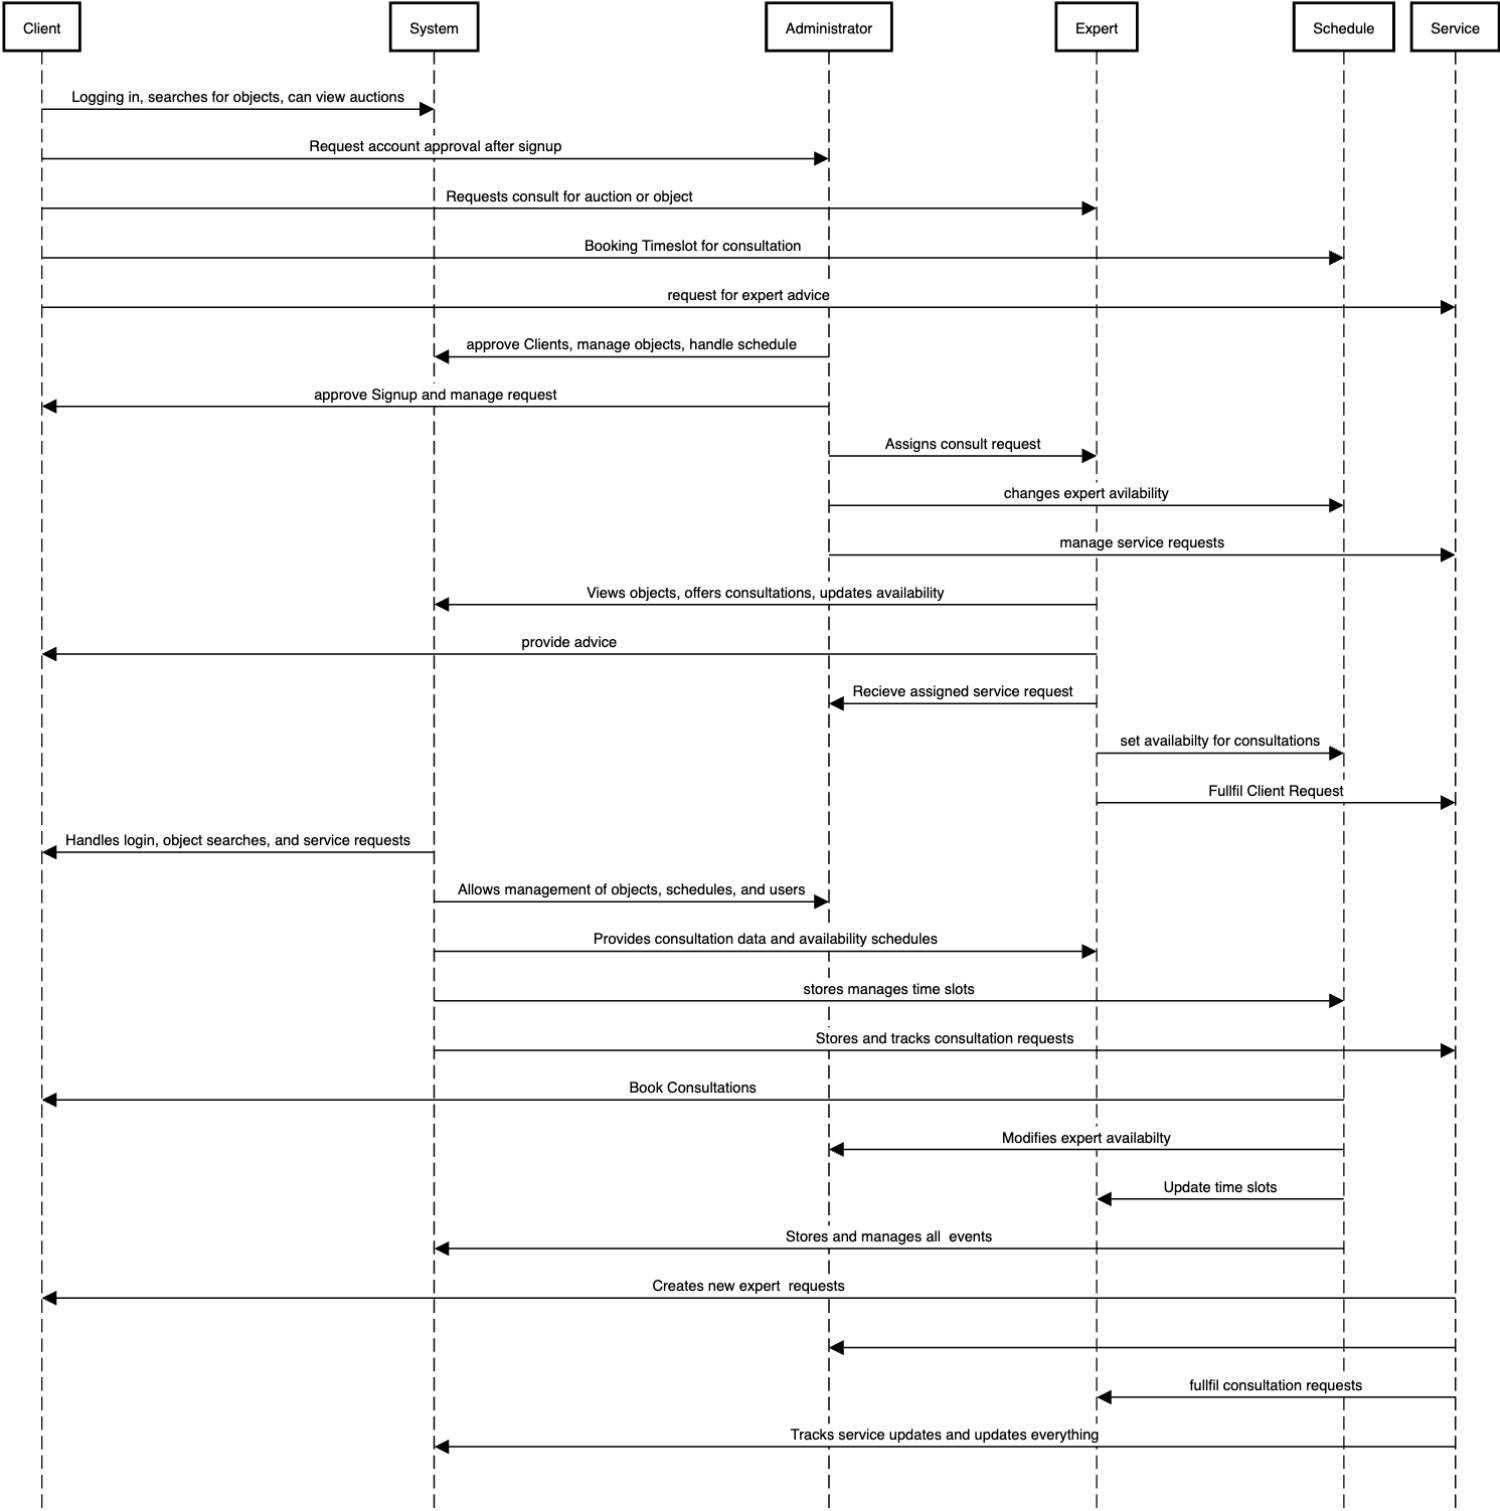 Client
System
Administrator
Expert
Schedule
Service
Logging in, searches for objects, can view auctions
Request account approval after signup
Requests consult for auction or object
Booking Timeslot for consultation
request for expert advice
approve Clients, manage objects, handle schedule
approve Signup and manage request
Assigns consult request
changes expert avilability
manage service requests
Views objects, offers consultations, updates availability
provide advice
Recieve assigned service request
set availabilty for consultations
Fullfil Client Request
Handles login, object searches, and service requests
Allows management of objects, schedules, and users
Provides consultation data and availability schedules
stores manages time slots
Stores and tracks consultation requests
Book Consultations
Modifies expert availabilty
Update time slots
Stores and manages all  events
Creates new expert  requests
fullfil consultation requests
Tracks service updates and updates everything